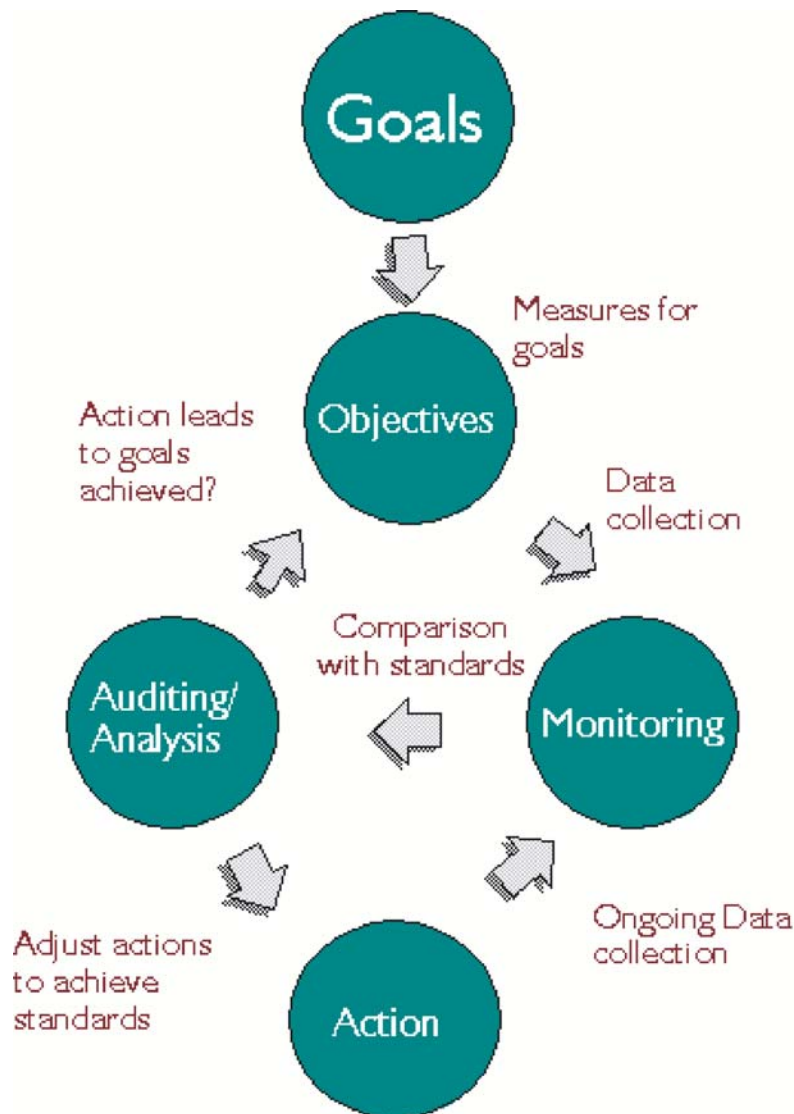 Goals
Measures for
goals
Objectives
Action leads
to goals
achieved?
Data
collection
Comparison
with standards
Auditing/
Analysis
Monitoring
Adjust actions
to achieve
standards
Ongoing Data
collection
Action